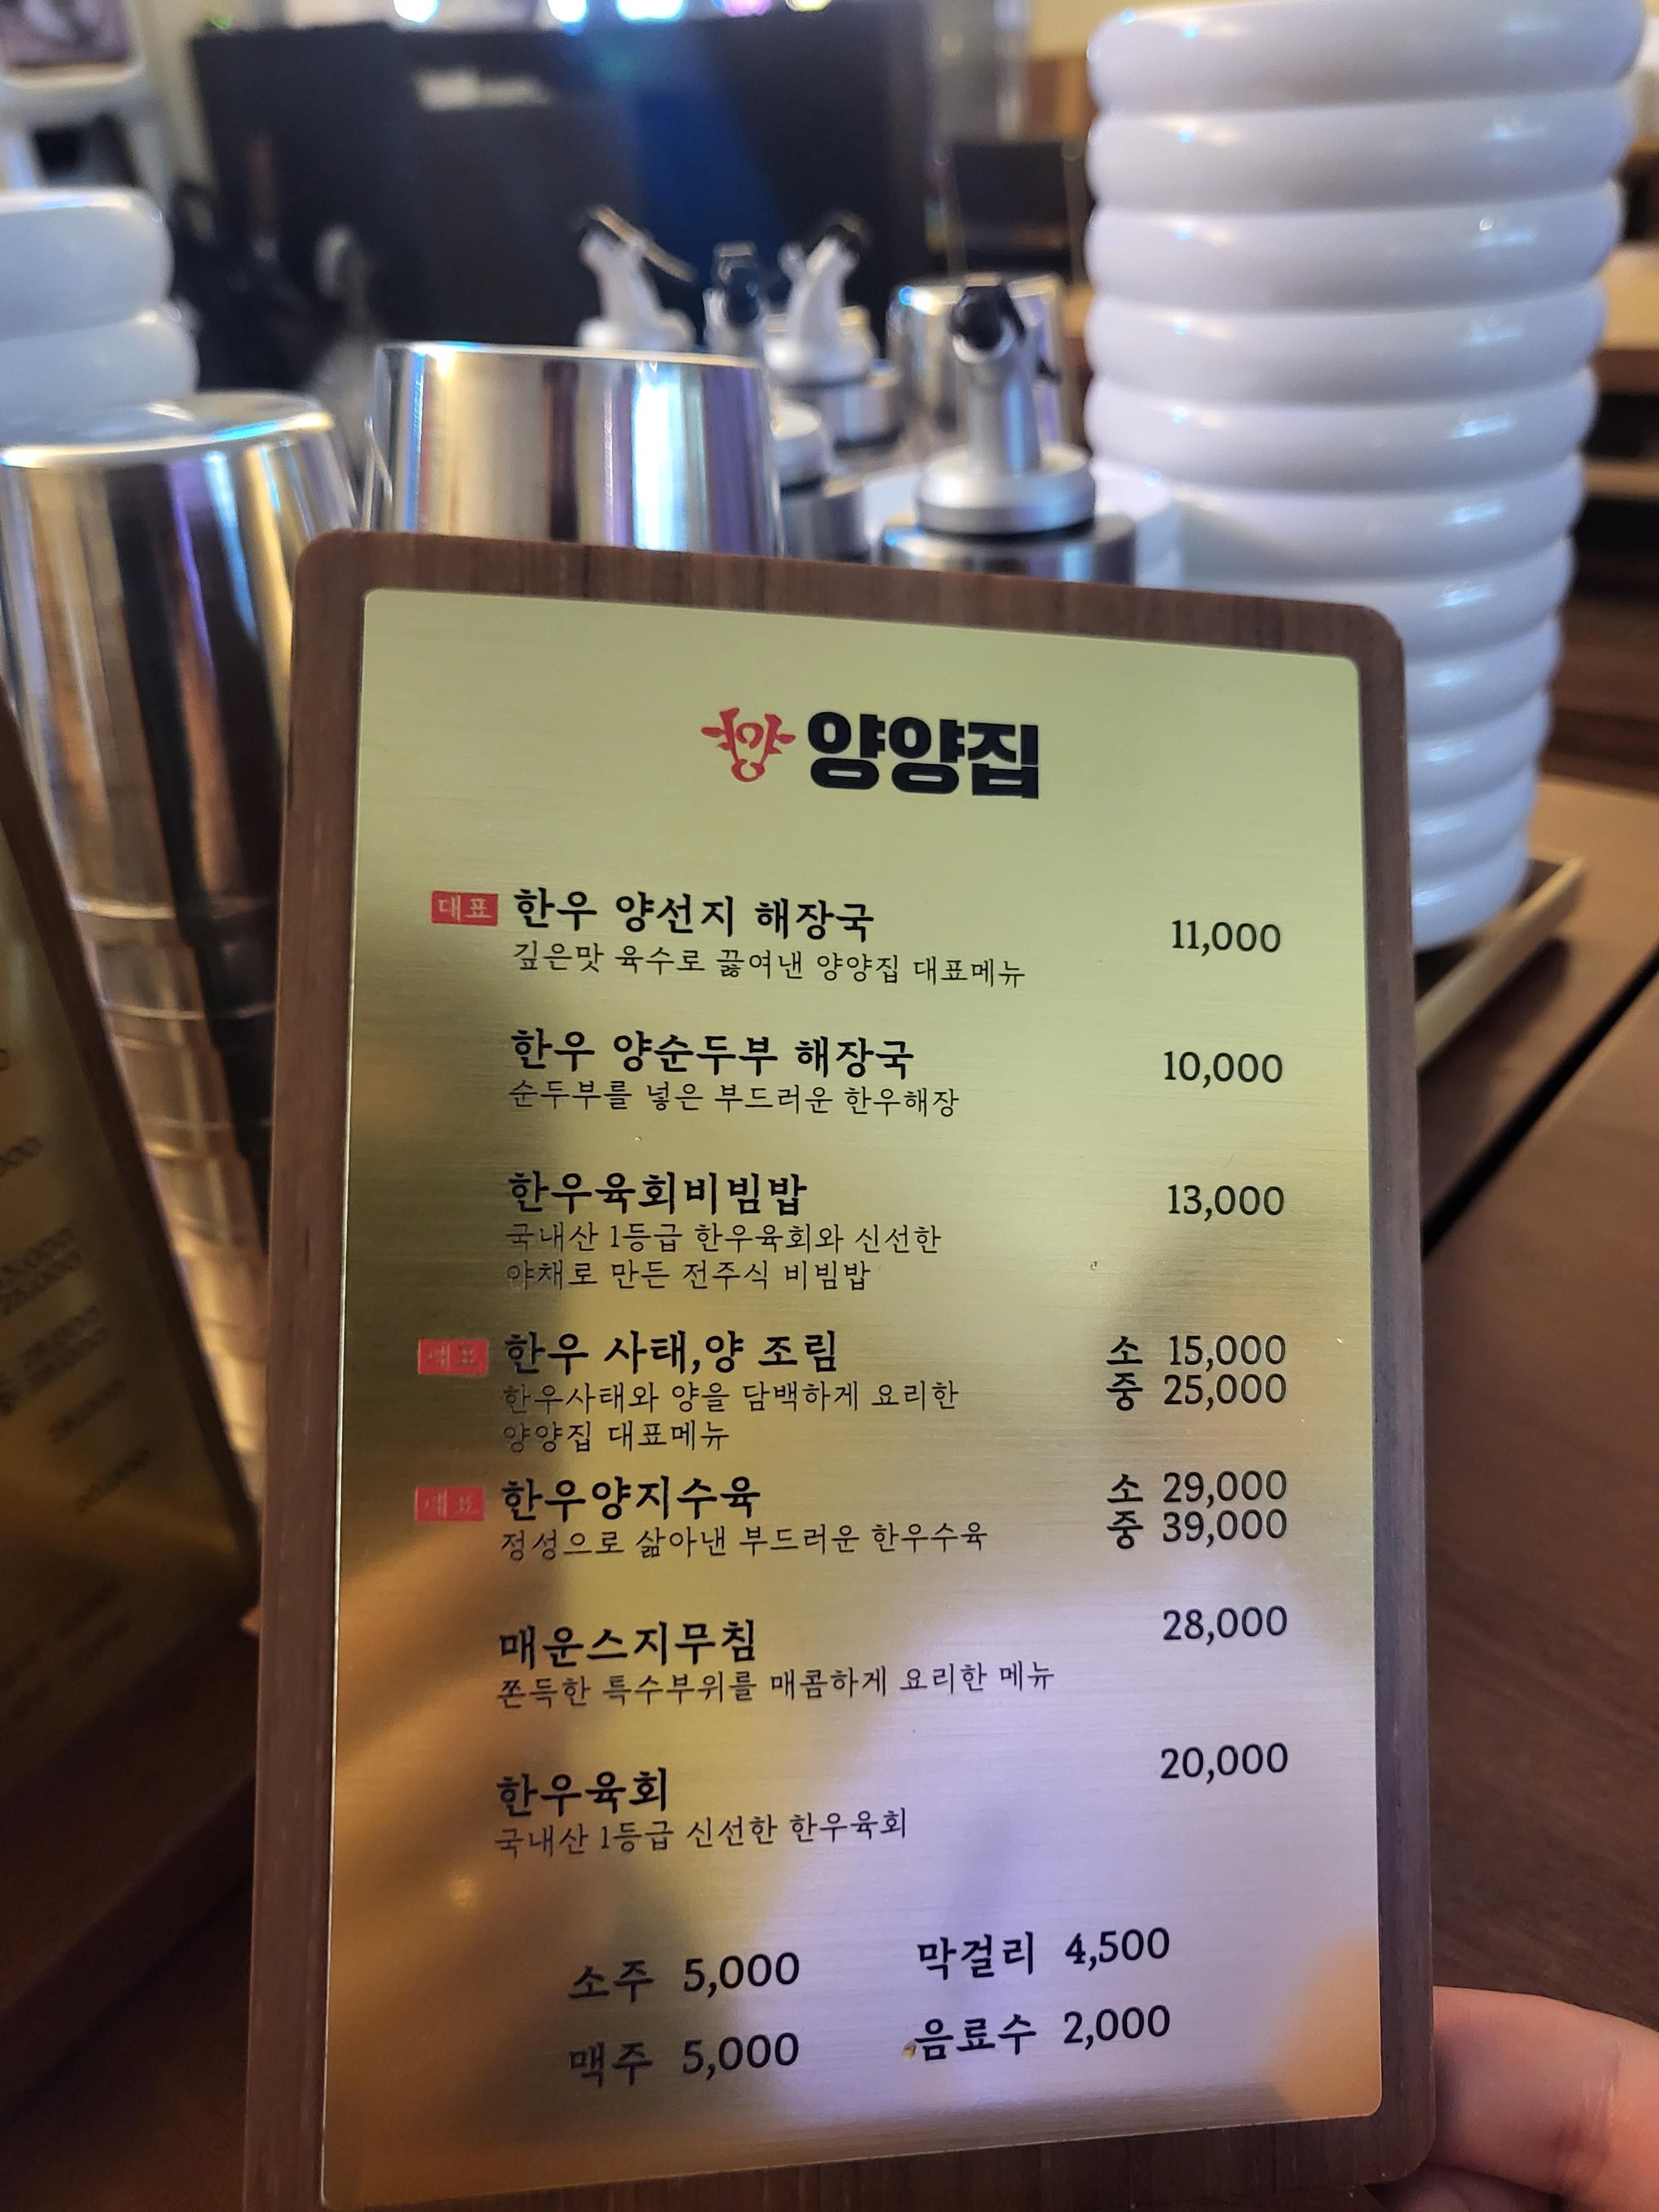 양양집
대표 한우 양선지 해장국 11,000
깊은맛 육수로 끓여낸 양양집 대표메뉴
한우 양순두부 해장국 10,000
순두부를 넣은 부드러운 한우해장
한우육회비빔밥 13,000
국내산 1등급 한우육회와 신선한
야채로 만든 전주식 비빔밥
대표 한우 사태,양 조림 소 15,000
중 25,000
한우사태와 양을 담백하게 요리한
양양집 대표메뉴
대표 한우양지수육 소 29,000
중 39,000
정성으로 삶아낸 부드러운 한우수육
매운스지무침 28,000
쫀득한 특수부위를 매콤하게 요리한 메뉴
한우육회 20,000
국내산 1등급 신선한 한우육회
소주 5,000 막걸리 4,500
맥주 5,000 음료수 2,000